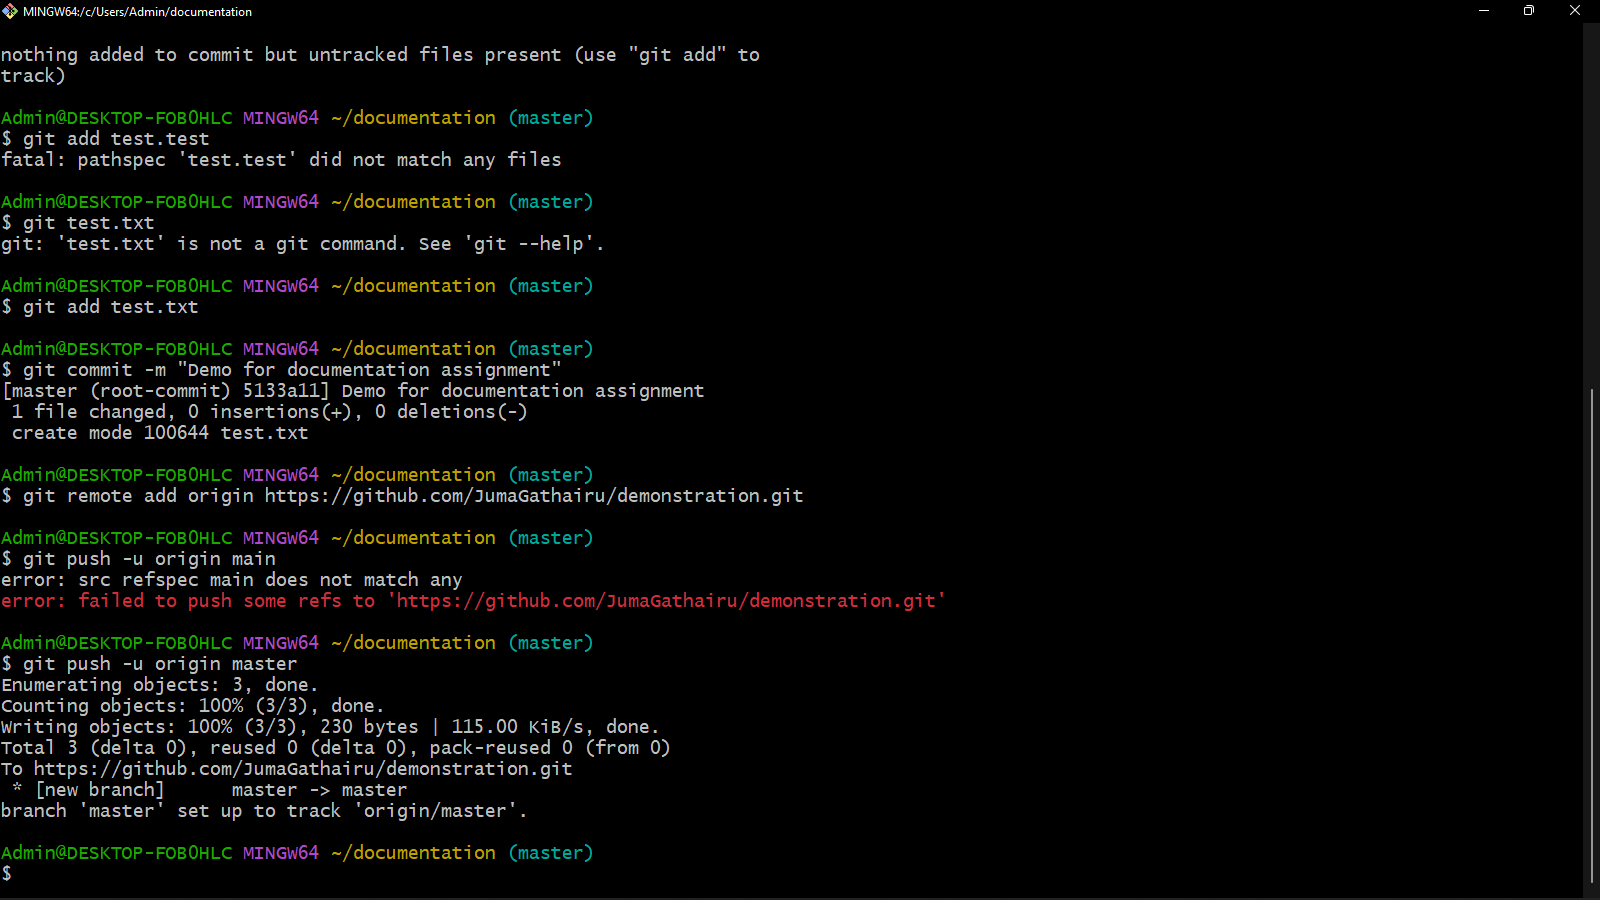 MINGW64:/c/Users/Admin/documentation
nothing added to commit but untracked files present (use "git add" to
track)
Admin@DESKTOP-FOB0HLC MINGW64 ~/documentation (master)
$ git add test.test
fatal: pathspec 'test.test' did not match any files
Admin@DESKTOP-FOB0HLC MINGW64 ~/documentation (master)
$ git test.txt
git: 'test.txt' is not a git command. See 'git --help'.
Admin@DESKTOP-FOB0HLC MINGW64 ~/documentation (master)
$ git add test.txt
Admin@DESKTOP-FOB0HLC MINGW64 ~/documentation (master)
$ git commit -m "Demo for documentation assignment"
[master (root-commit) 5133a11] Demo for documentation assignment
1 file changed, 0 insertions(+), 0 deletions(-)
create mode 100644 test.txt
Admin@DESKTOP-FOB0HLC MINGW64 ~/documentation (master)
$ git remote add origin https://github.com/JumaGathairu/demonstration.git
Admin@DESKTOP-FOB0HLC MINGW64 ~/documentation (master)
$ git push -u origin main
error: src refspec main does not match any
error: failed to push some refs to 'https://github.com/JumaGathairu/demonstration.git'
Admin@DESKTOP-FOB0HLC MINGW64 ~/documentation (master)
$ git push -u origin master
Enumerating objects: 3, done.
Counting objects: 100% (3/3), done.
Writing objects: 100% (3/3), 230 bytes | 115.00 KiB/s, done.
Total 3 (delta 0), reused 0 (delta 0), pack-reused 0 (from 0)
To https://github.com/JumaGathairu/demonstration.git
* [new branch]      master -> master
branch 'master' set up to track 'origin/master'.
Admin@DESKTOP-FOB0HLC MINGW64 ~/documentation (master)
$